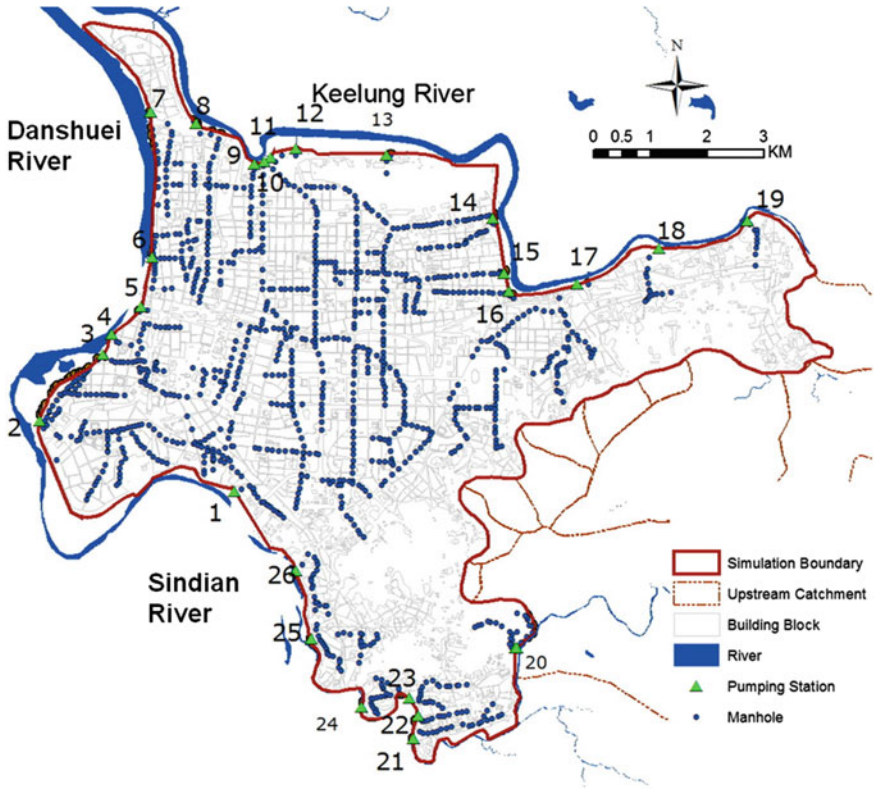 N
Keelung River
Danshuei
River
0 0.5 1 2 3
KM
7
8
9
10
11
12
13
14
15
16
17
18
19
6
5
4
3
2
1
Sindian
River
26
25
24
23
22
21
20
Simulation Boundary
Upstream Catchment
Building Block
River
Pumping Station
Manhole